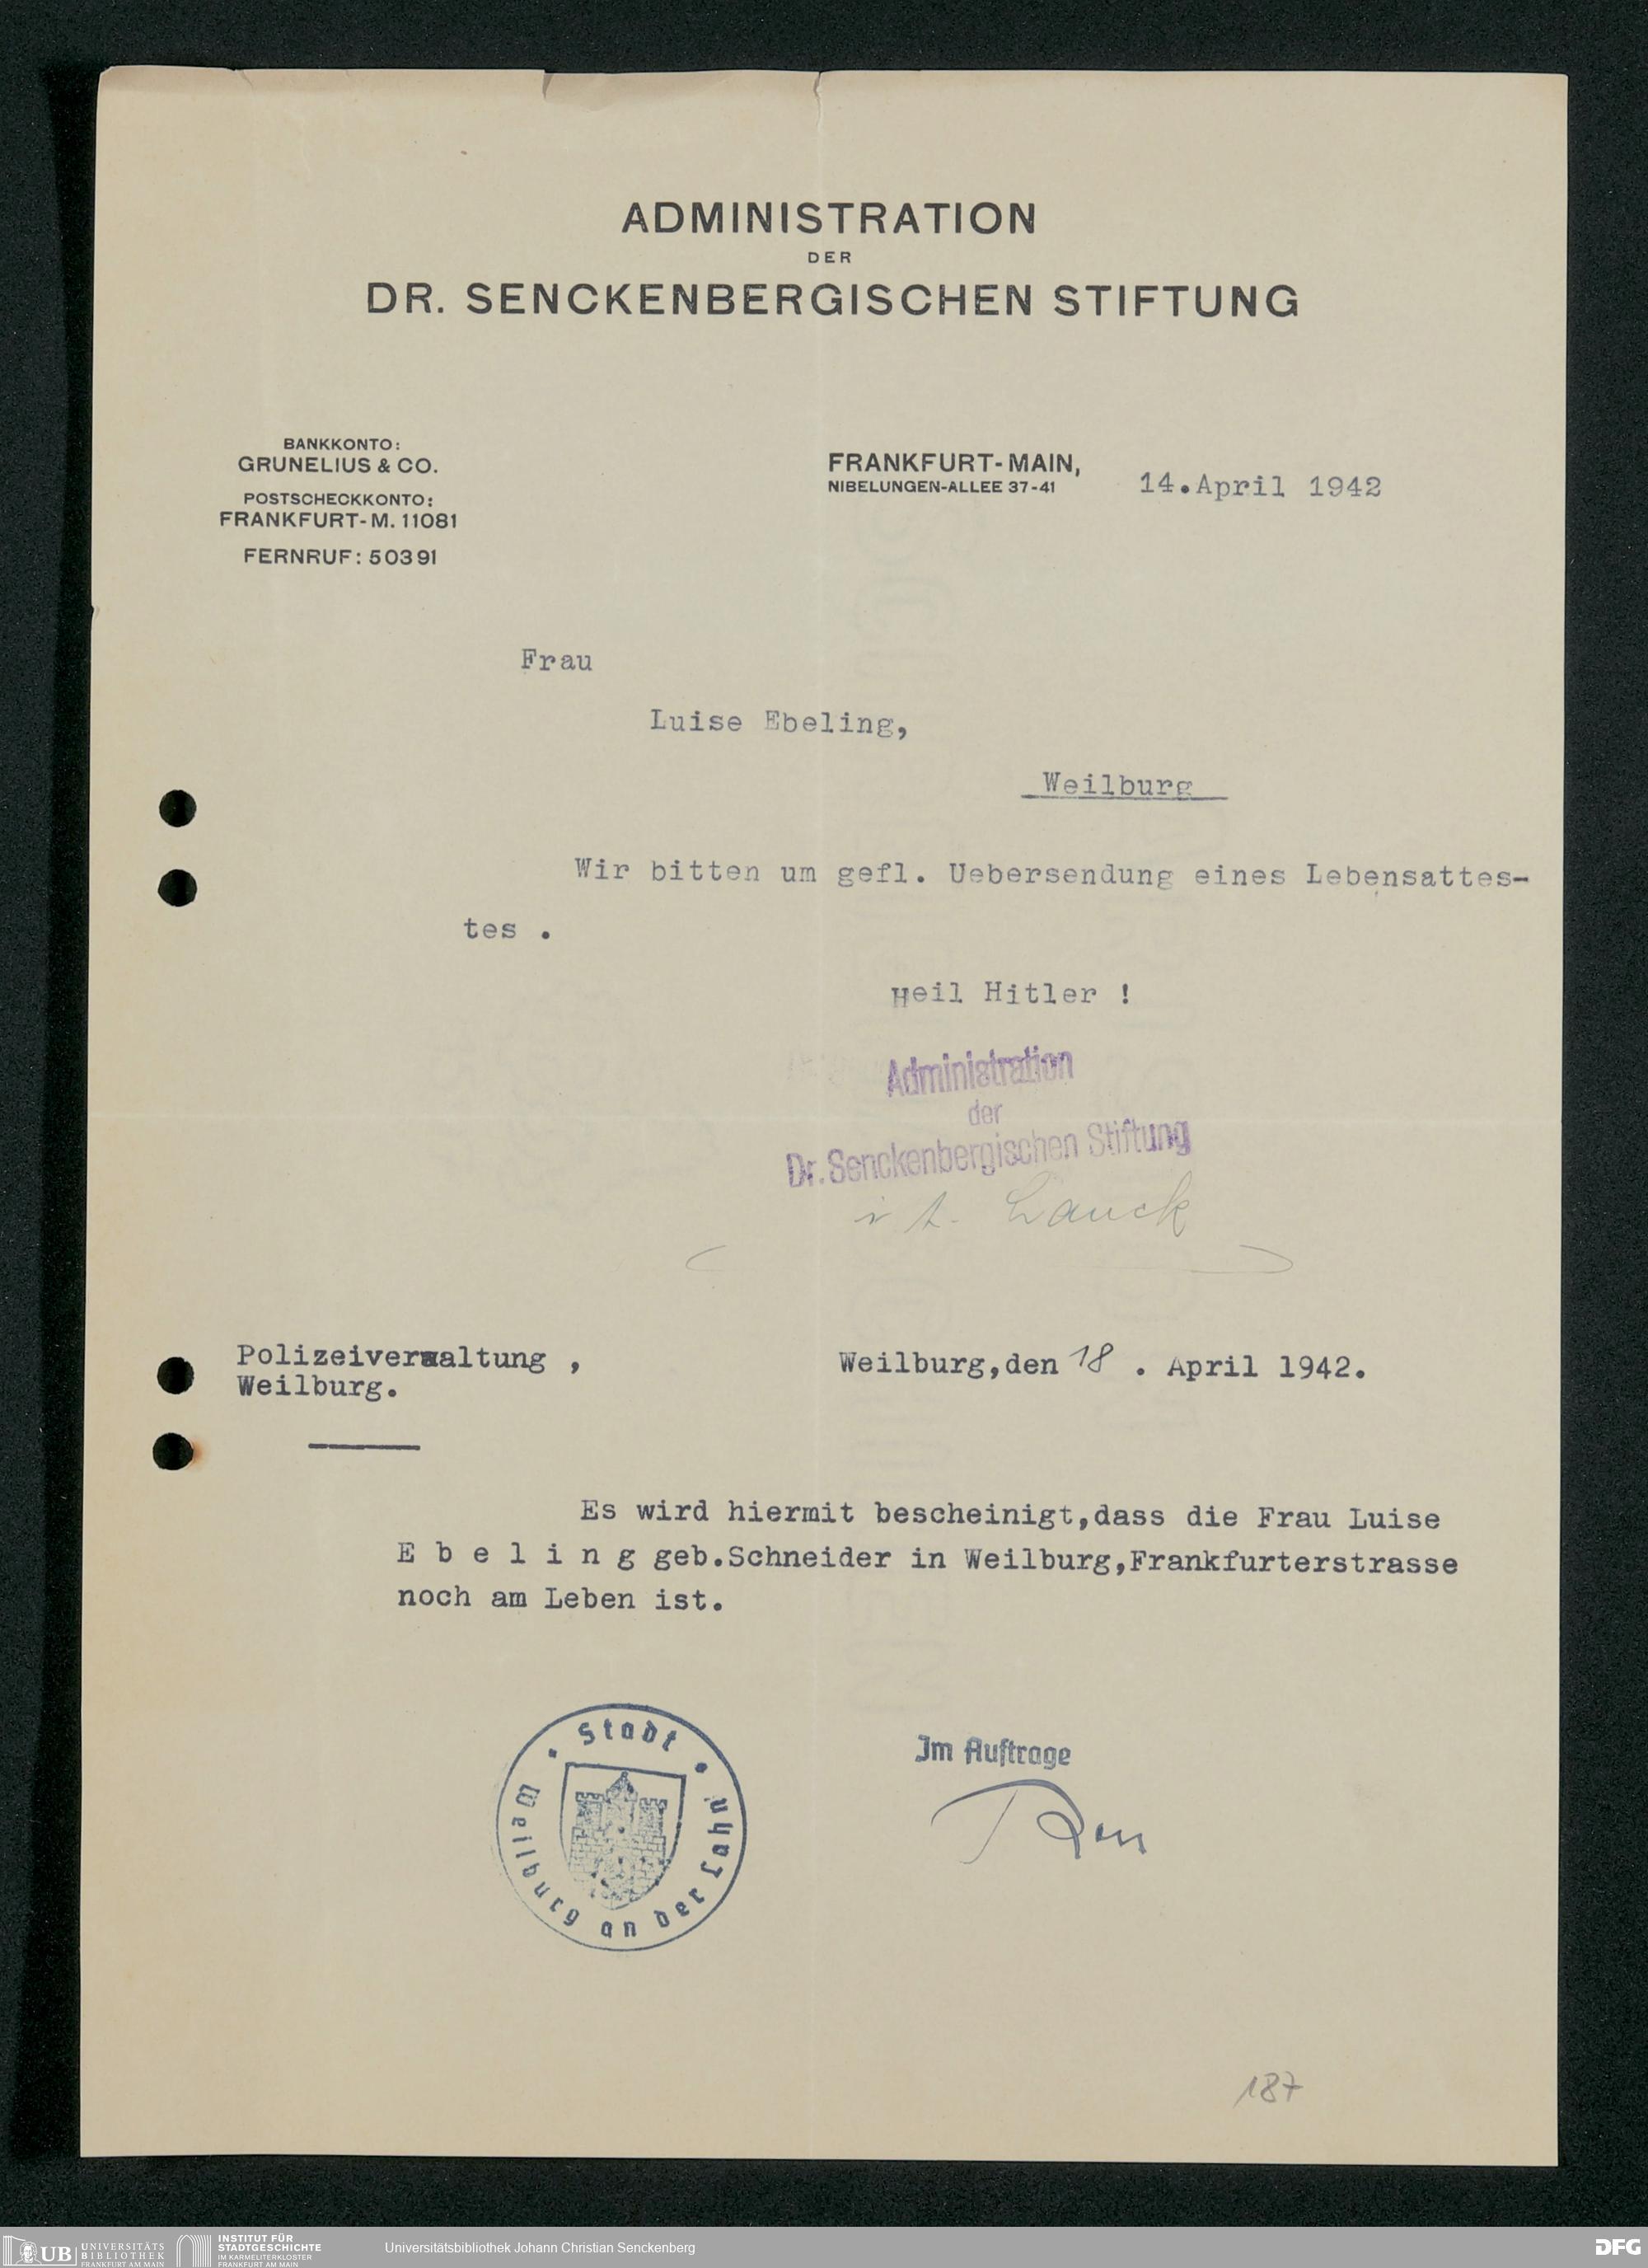 ADMINISTRATION
DER
DR. SENCKENBERGISCHEN STIFTUNG
BANKKONTO:
GRUNELIUS & CO.
POSTSCHECKKONTO:
FRANKFURT-M. 11081
FERNRUF: 50391
FRANKFURT-MAIN,
NIBELUNGEN-ALLEE 37-41
14.April 1942
Frau
Luise Ebeling,
Weilburg
Wir bitten um gefl. Uebersendung eines Lebensattes-
tes .
Heil Hitler !
Administration
der
Dr. Senckenbergischen Stiftung
Lauck
Polizeiverwaltung ,
Weilburg.
Weilburg,den 18 . April 1942.
Es wird hiermit bescheinigt,dass die Frau Luise
E b e l i n g geb.Schneider in Weilburg,Frankfurterstrasse
noch am Leben ist.
Stadt
Weilburg an der Lahn
Im Auftrage
187
UB UNIVERSITÄTS
BIBLIOTHEK
FRANKFURT AM MAIN
INSTITUT FÜR
STADTGESCHICHTE
IM KARMELITERKLOSTER
FRANKFURT AM MAIN
Universitätsbibliothek Johann Christian Senckenberg
DFG